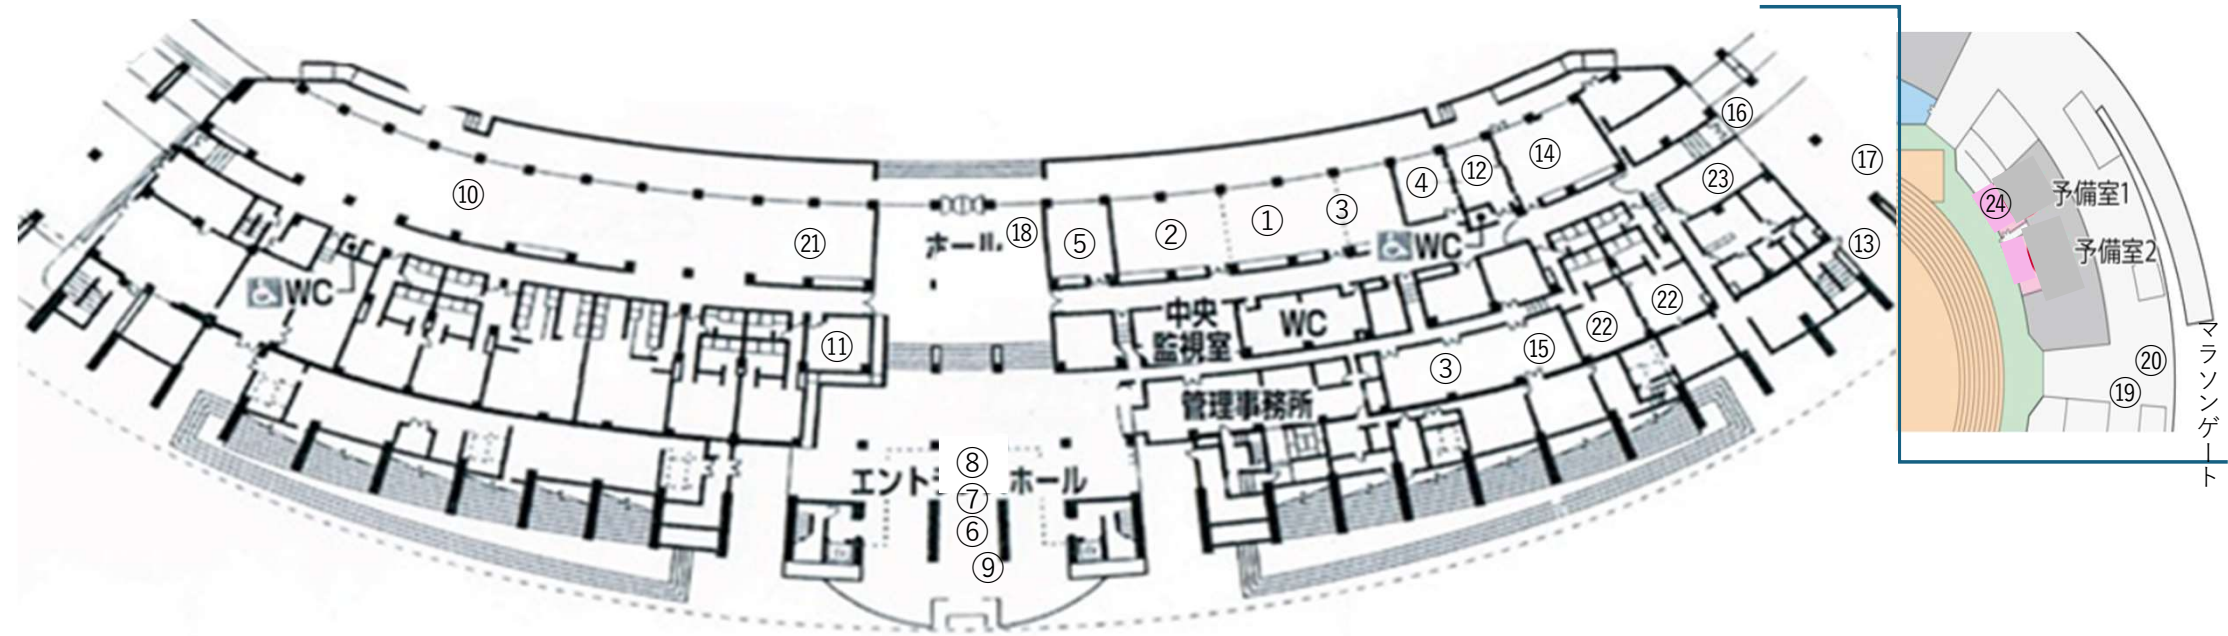 ⑩
㉑
ホール
⑱
⑤
②
①
③
④
⑫
⑭
⑯
㉓
⑰
⑬
WC
WC
⑪
中央
監視室
WC
㉒
㉒
③
⑮
管理事務所
エント
ホール
⑧
⑦
⑥
⑨
㉔
予備室1
予備室2
⑳
⑲
マラソンゲート